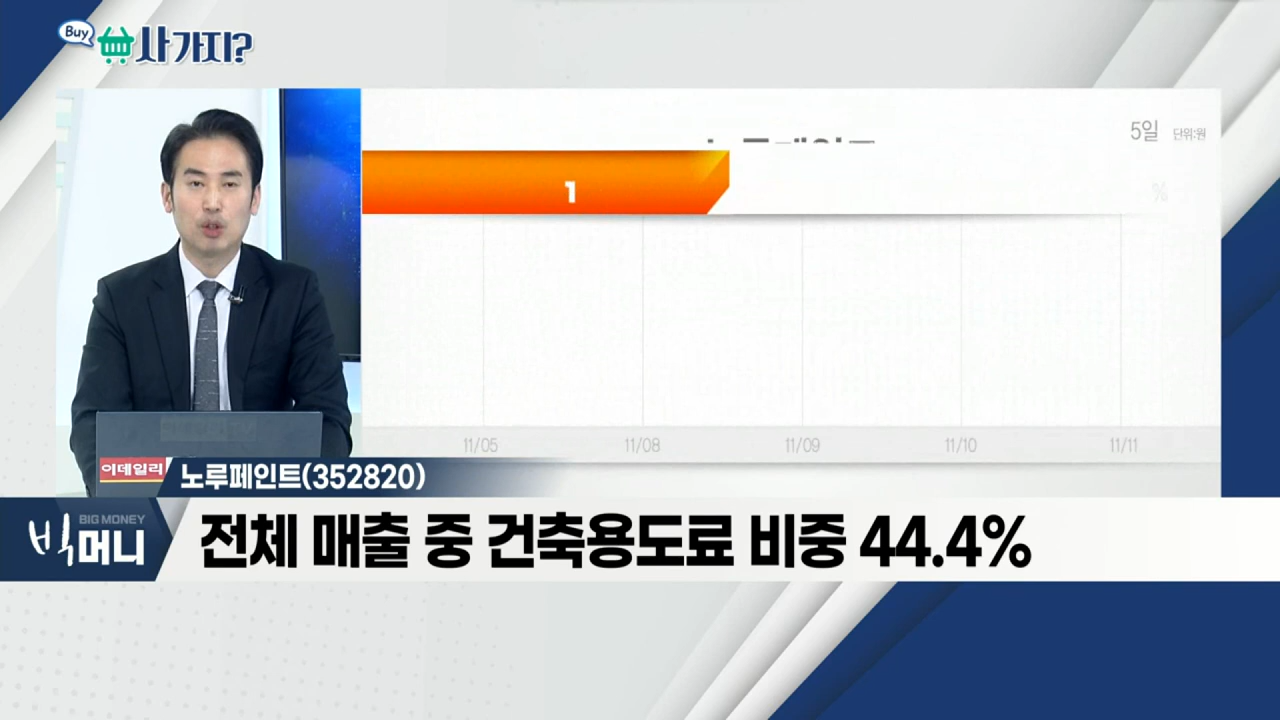 Buy
사가지?
5일 단위:원
1
%
11/05 11/08 11/09 11/10 11/11
이데일리
노루페인트(352820)
BIG MONEY
빅머니
전체 매출 중 건축용도료 비중 44.4%